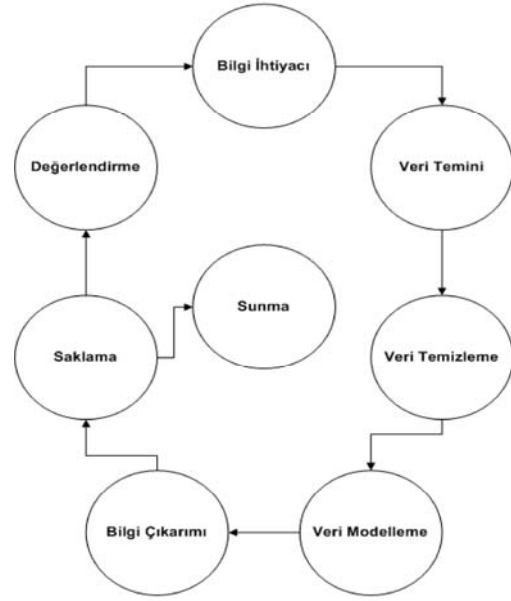 Bilgi İhtiyacı
Değerlendirme
Veri Temini
Sunma
Saklama
Veri Temizleme
Bilgi Çıkarımı
Veri Modelleme